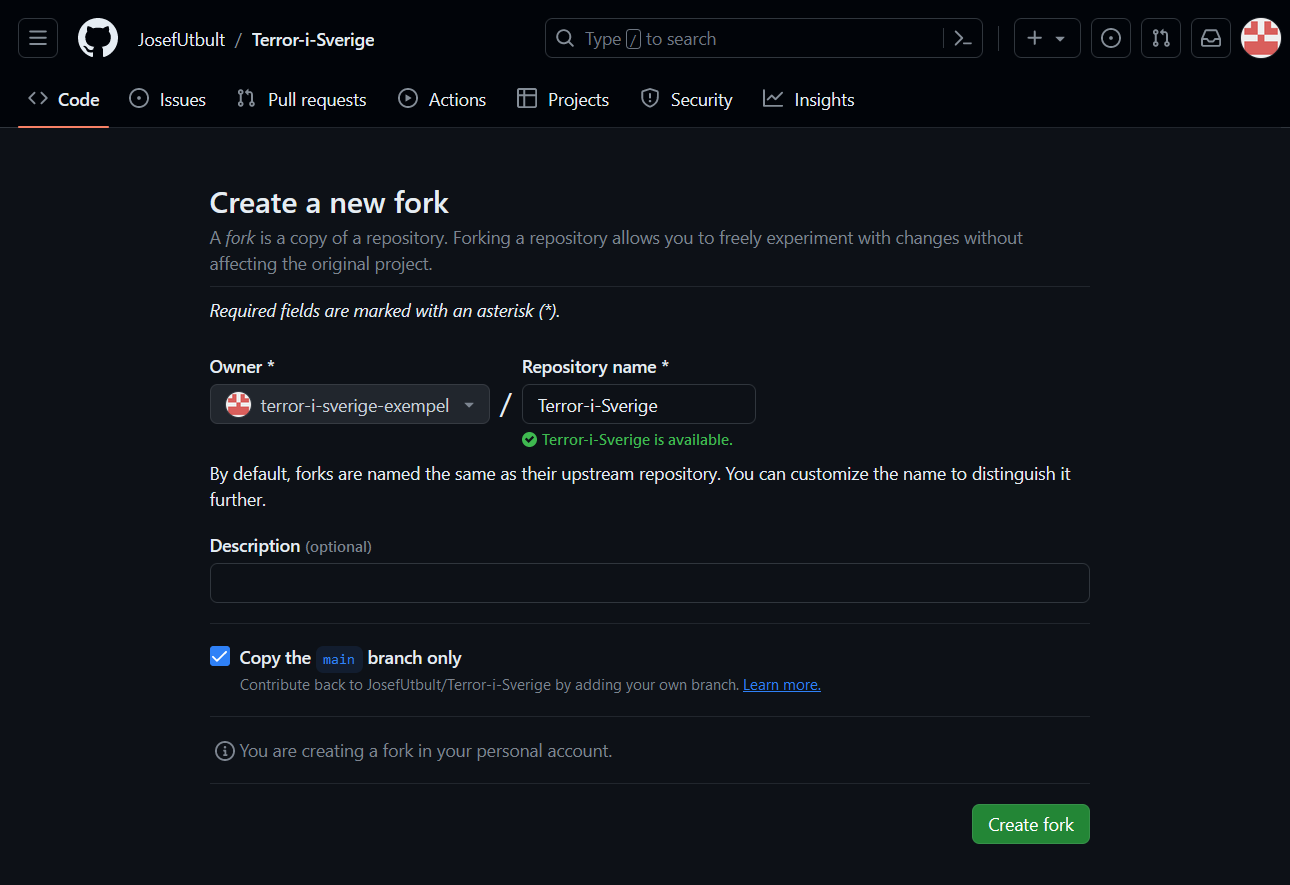 JosefUtbult / Terror-i-Sverige
Type / to search
Code Issues Pull requests Actions Projects Security Insights
Create a new fork
A fork is a copy of a repository. Forking a repository allows you to freely experiment with changes without
affecting the original project.
Required fields are marked with an asterisk (*).
Owner * Repository name *
terror-i-sverige-exempel / Terror-i-Sverige
Terror-i-Sverige is available.
By default, forks are named the same as their upstream repository. You can customize the name to distinguish it
further.
Description (optional)
Copy the main branch only
Contribute back to JosefUtbult/Terror-i-Sverige by adding your own branch. Learn more.
You are creating a fork in your personal account.
Create fork